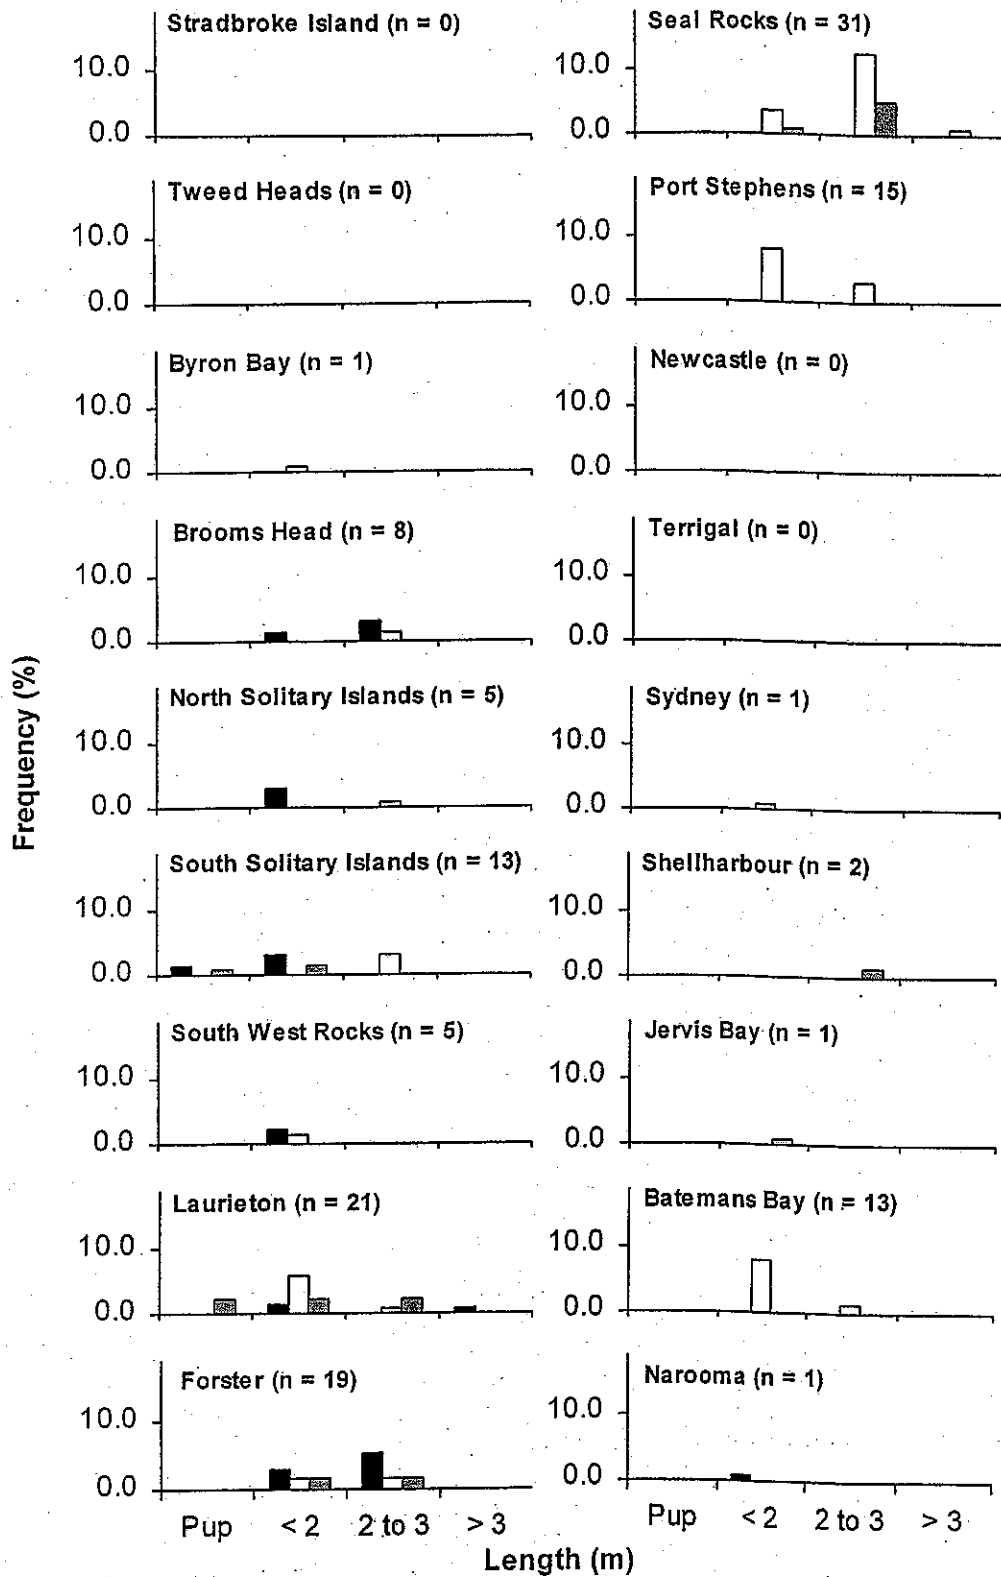 Stradbroke Island (n = 0)
10.0
0.0
Tweed Heads (n = 0)
10.0
0.0
Byron Bay (n = 1)
10.0
0.0
Brooms Head (n = 8)
10.0
0.0
North Solitary Islands (n = 5)
10.0
0.0
South Solitary Islands (n = 13)
10.0
0.0
South West Rocks (n = 5)
10.0
0.0
Laurieton (n = 21)
10.0
0.0
Forster (n = 19)
10.0
0.0
Pup < 2 2 to 3 > 3
Seal Rocks (n = 31)
10.0
0.0
Port Stephens (n = 15)
10.0
0.0
Newcastle (n = 0)
10.0
0.0
Terrigal (n = 0)
10.0
0.0
Sydney (n = 1)
10.0
0.0
Shellharbour (n = 2)
10.0
0.0
Jervis Bay (n = 1)
10.0
0.0
Batemans Bay (n = 13)
10.0
0.0
Narooma (n = 1)
10.0
0.0
Pup < 2 2 to 3 > 3
Frequency (%)
Length (m)